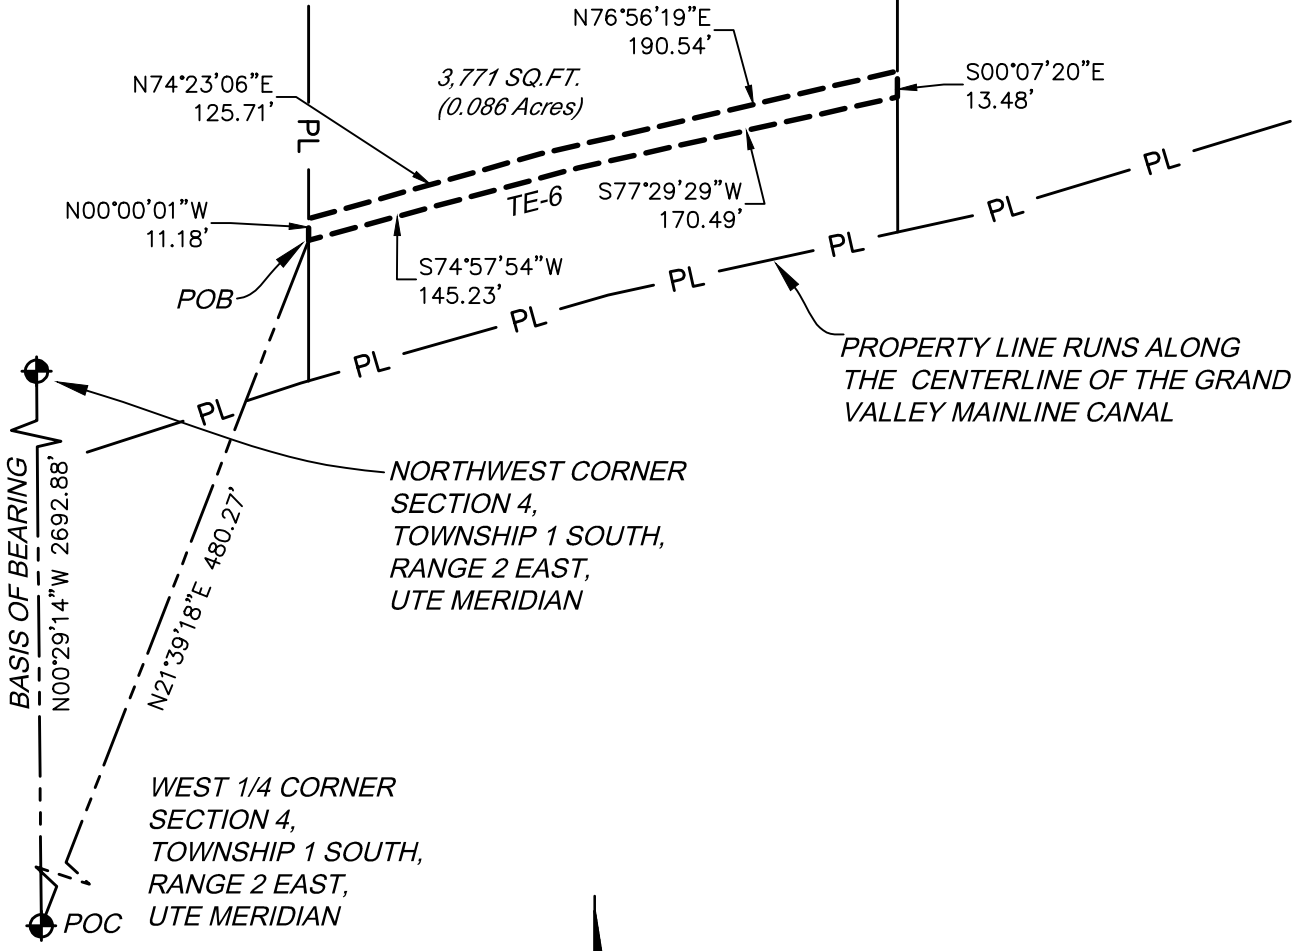 N76°56'19"E
190.54'
N74°23'06"E
125.71'
3,771 SQ.FT.
(0.086 Acres)
S00°07'20"E
13.48'
PL
PL
PL
PL
PL
PL
PL
PL
N00°00'01"W
11.18'
TE-6
S77°29'29"W
170.49'
S74°57'54"W
145.23'
POB
PROPERTY LINE RUNS ALONG
THE CENTERLINE OF THE GRAND
VALLEY MAINLINE CANAL
NORTHWEST CORNER
SECTION 4,
TOWNSHIP 1 SOUTH,
RANGE 2 EAST,
UTE MERIDIAN
BASIS OF BEARING
N00°29'14"W 2692.88'
N21°39'18"E 480.27'
WEST 1/4 CORNER
SECTION 4,
TOWNSHIP 1 SOUTH,
RANGE 2 EAST,
UTE MERIDIAN
POC